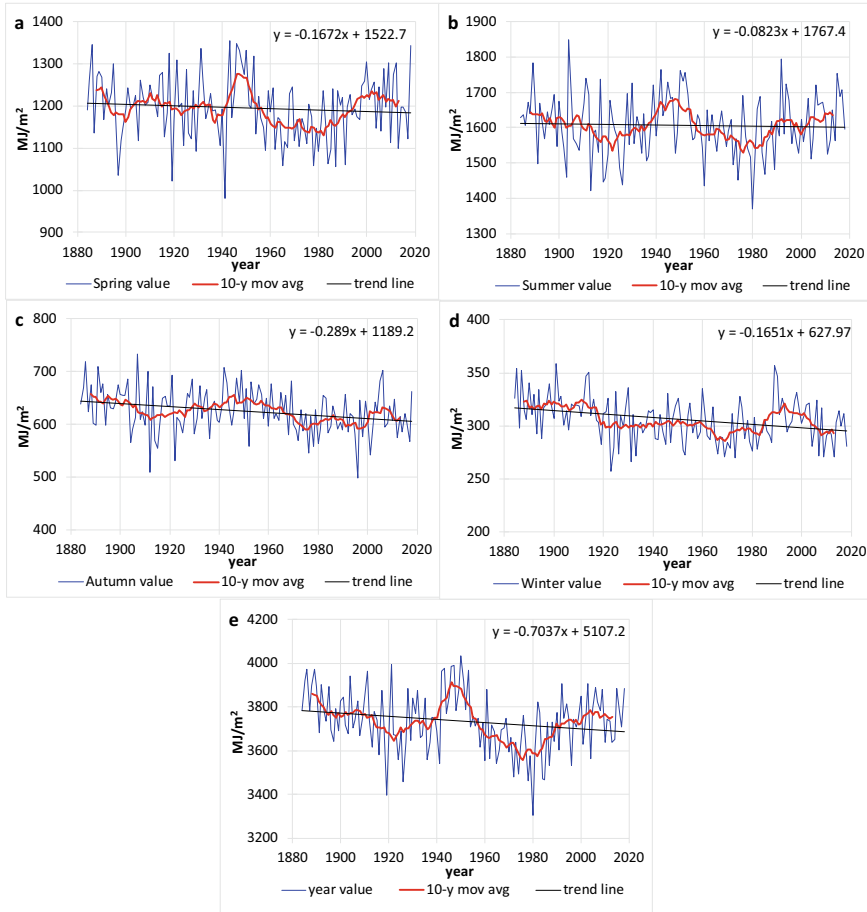 a
y = -0.1672x + 1522.7
1400
1300
1200
1100
1000
900
MJ/m²
1880 1900 1920 1940 1960 1980 2000 2020
year
Spring value 10-y mov avg trend line
b
y = -0.0823x + 1767.4
1900
1800
1700
1600
1500
1400
1300
MJ/m²
1880 1900 1920 1940 1960 1980 2000 2020
year
Summer value 10-y mov avg trend line
c
y = -0.289x + 1189.2
800
700
600
500
400
MJ/m²
1880 1900 1920 1940 1960 1980 2000 2020
year
Autumn value 10-y mov avg trend line
d
y = -0.1651x + 627.97
400
350
300
250
200
MJ/m²
1880 1900 1920 1940 1960 1980 2000 2020
year
Winter value 10-y mov avg trend line
e
y = -0.7037x + 5107.2
4200
4000
3800
3600
3400
3200
MJ/m²
1880 1900 1920 1940 1960 1980 2000 2020
year
year value 10-y mov avg trend line